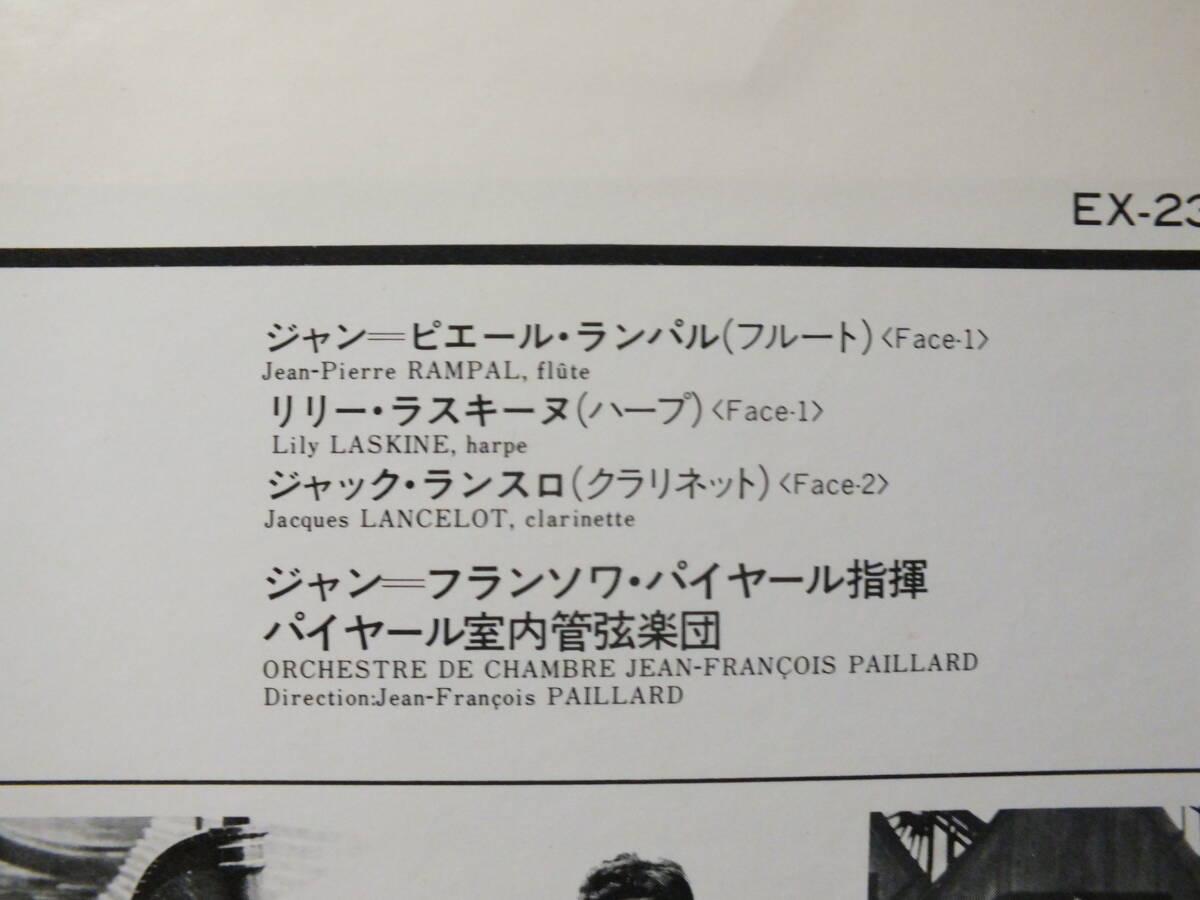 EX-23
ジャン＝ピエール・ランパル(フルート)〈Face-1〉
Jean-Pierre RAMPAL, flûte
リリー・ラスキーヌ(ハープ)〈Face-1〉
Lily LASKINE, harpe
ジャック・ランスロ(クラリネット)〈Face-2〉
Jacques LANCELOT, clarinette
ジャン＝フランソワ・パイヤール指揮
パイヤール室内管弦楽団
ORCHESTRE DE CHAMBRE JEAN-FRANÇOIS PAILLARD
Direction:Jean-François PAILLARD